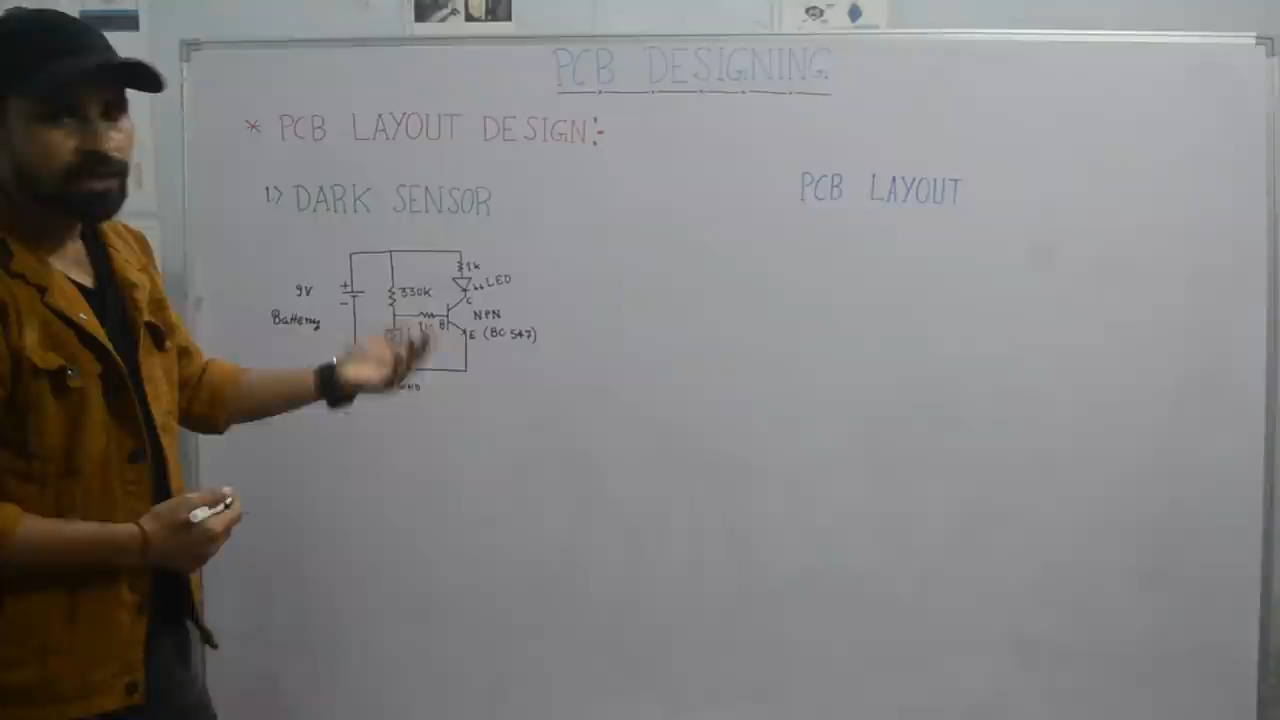 PCB DESIGNING
* PCB LAYOUT DESIGN:-
1.) DARK SENSOR
PCB LAYOUT
1K
LED
9V
330K
C
NPN
Battery
B
E (BC 547)